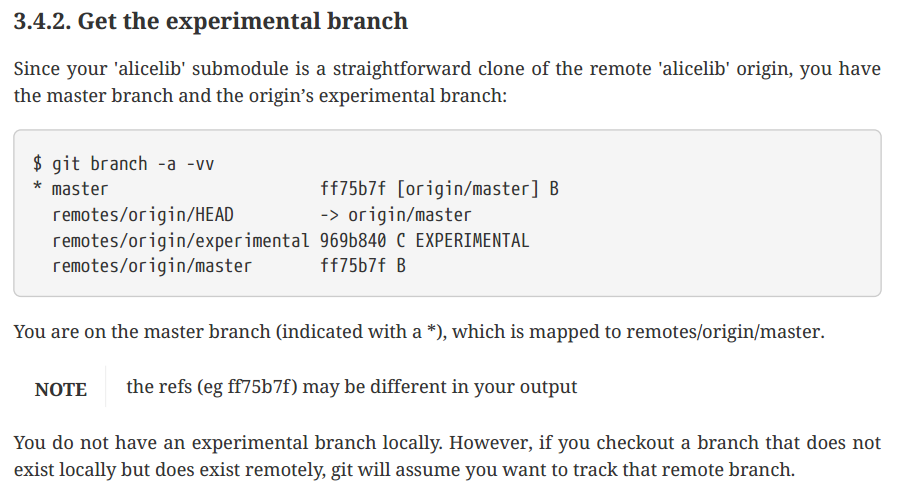 3.4.2. Get the experimental branch
Since your 'alicelib' submodule is a straightforward clone of the remote 'alicelib' origin, you have
the master branch and the origin’s experimental branch:
$ git branch -a -vv
* master                      ff75b7f [origin/master] B
  remotes/origin/HEAD         -> origin/master
  remotes/origin/experimental 969b840 C EXPERIMENTAL
  remotes/origin/master       ff75b7f B
You are on the master branch (indicated with a *), which is mapped to remotes/origin/master.
NOTE the refs (eg ff75b7f) may be different in your output
You do not have an experimental branch locally. However, if you checkout a branch that does not
exist locally but does exist remotely, git will assume you want to track that remote branch.